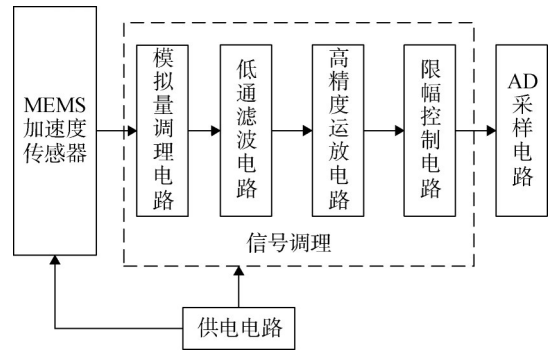 MEMS
加速度
传感器
模拟量调理电路
低通滤波电路
高精度运放电路
限幅控制电路
AD
采样电路
信号调理
供电电路